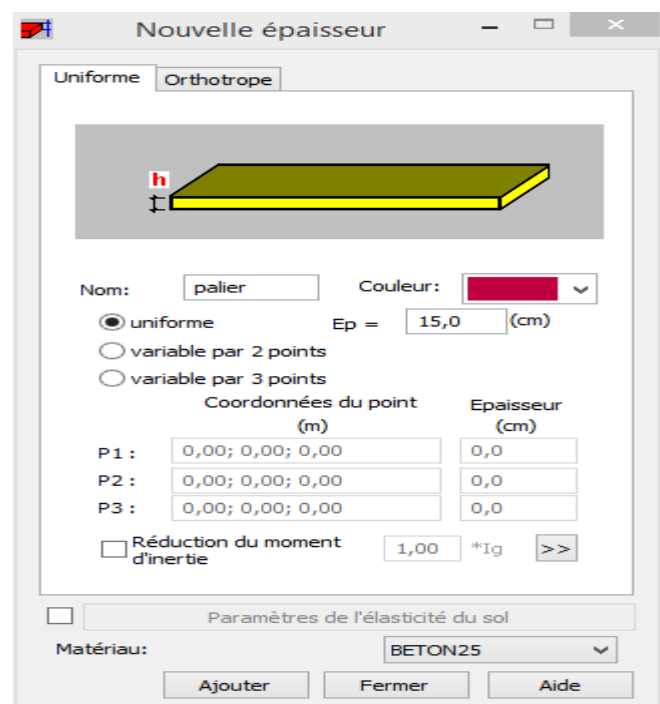 Nouvelle épaisseur
Uniforme Orthotrope
h
Nom: palier Couleur:
uniforme Ep = 15,0 (cm)
variable par 2 points
variable par 3 points
Coordonnées du point Epaisseur
(m) (cm)
P1 : 0,00; 0,00; 0,00 0,0
P2 : 0,00; 0,00; 0,00 0,0
P3 : 0,00; 0,00; 0,00 0,0
Réduction du moment
d'inertie 1,00 *Ig >>
Paramètres de l'élasticité du sol
Matériau: BETON25
Ajouter Fermer Aide